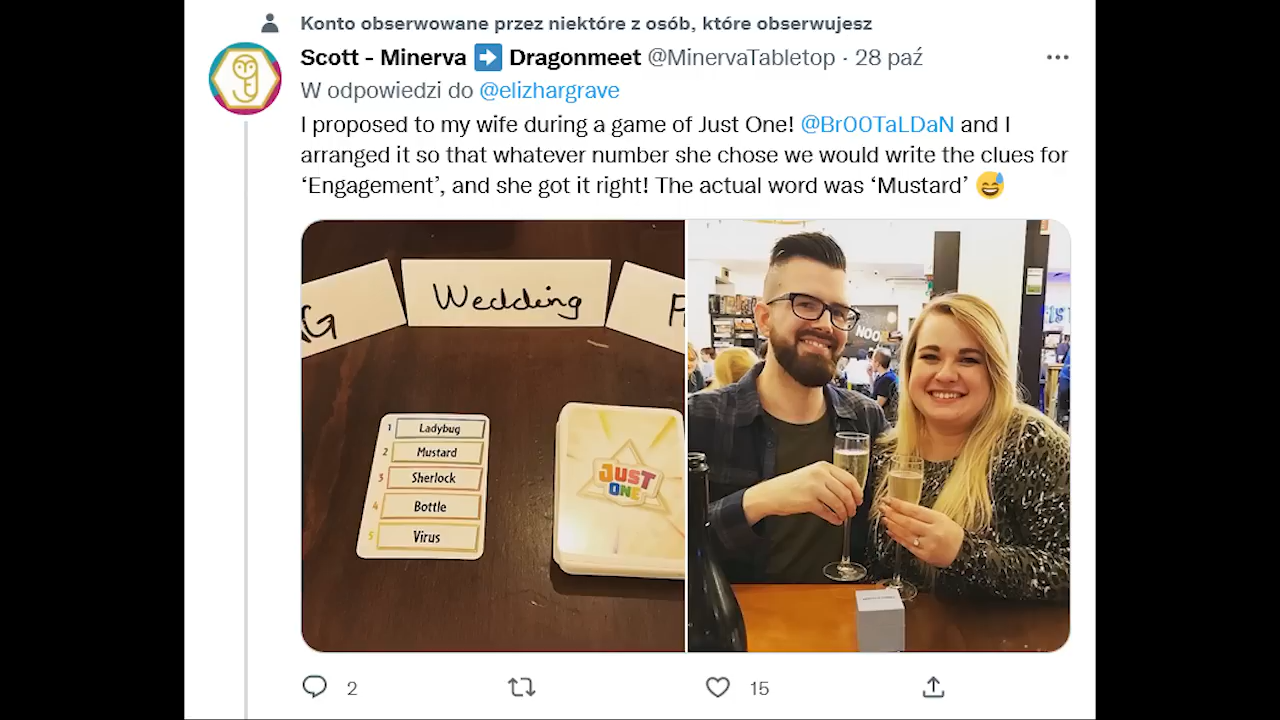 Konto obserwowane przez niektóre z osób, które obserwujesz
Scott - Minerva ➡️ Dragonmeet @MinervaTabletop · 28 paź
W odpowiedzi do @elizhargrave
I proposed to my wife during a game of Just One! @Br00TaLDaN and I
arranged it so that whatever number she chose we would write the clues for
‘Engagement’, and she got it right! The actual word was ‘Mustard’ 😅
G
Wedding
1 Ladybug
2 Mustard
3 Sherlock
4 Bottle
5 Virus
JUST
ONE
2
15